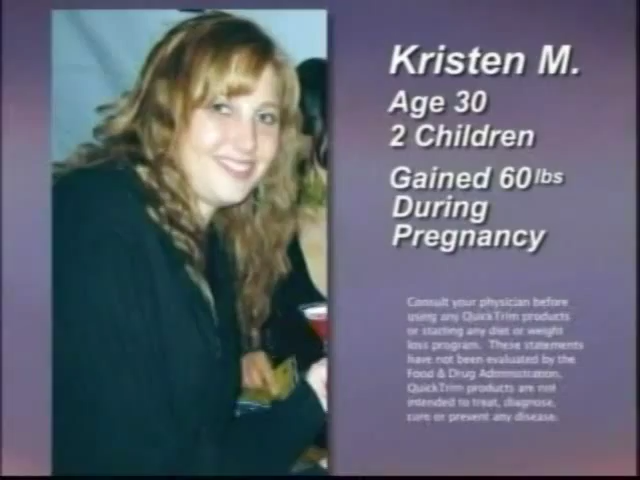 Kristen M.
Age 30
2 Children
Gained 60lbs
During
Pregnancy
Consult your physician before
using any QuickTrim products
or starting any diet or weight
loss program. These statements
have not been evaluated by the
Food & Drug Administration.
QuickTrim products are not
intended to treat, diagnose,
cure or prevent any disease.